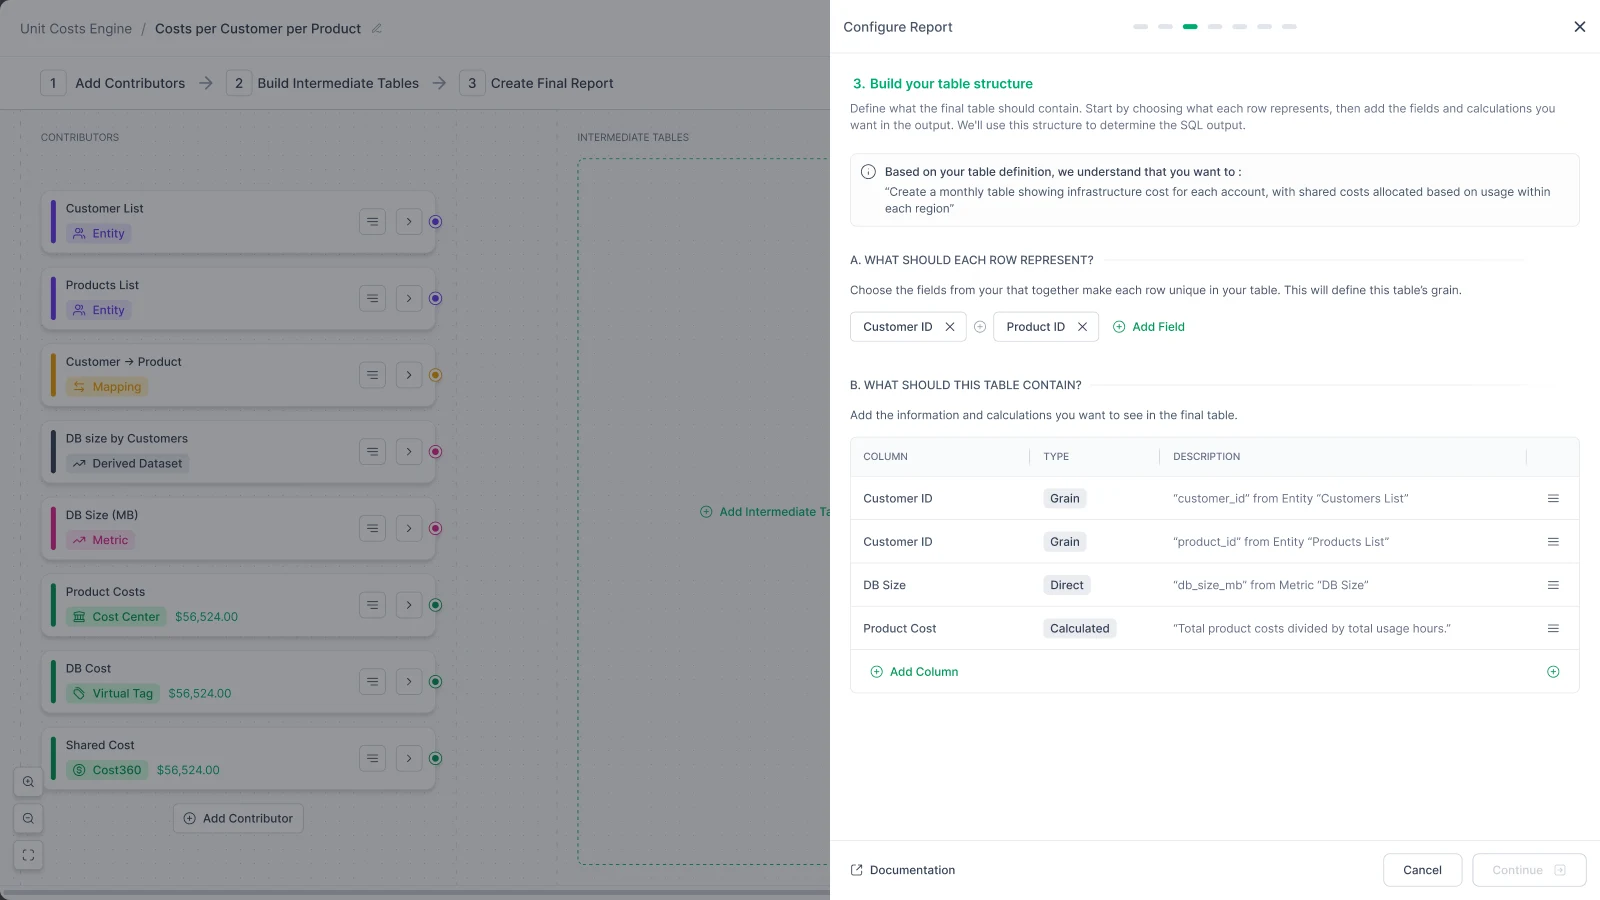 Unit Costs Engine / Costs per Customer per Product
1 Add Contributors → 2 Build Intermediate Tables → 3 Create Final Report
CONTRIBUTORS
Customer List
Entity
Products List
Entity
Customer → Product
Mapping
DB size by Customers
Derived Dataset
DB Size (MB)
Metric
Product Costs
Cost Center $56,524.00
DB Cost
Virtual Tag $56,524.00
Shared Cost
Cost360 $56,524.00
Add Contributor
INTERMEDIATE TABLES
Add Intermediate Ta
Configure Report
3. Build your table structure
Define what the final table should contain. Start by choosing what each row represents, then add the fields and calculations you
want in the output. We'll use this structure to determine the SQL output.
Based on your table definition, we understand that you want to :
“Create a monthly table showing infrastructure cost for each account, with shared costs allocated based on usage within
each region”
A. WHAT SHOULD EACH ROW REPRESENT?
Choose the fields from your that together make each row unique in your table. This will define this table’s grain.
Customer ID Product ID Add Field
B. WHAT SHOULD THIS TABLE CONTAIN?
Add the information and calculations you want to see in the final table.
COLUMN TYPE DESCRIPTION
Customer ID Grain “customer_id” from Entity “Customers List”
Customer ID Grain “product_id” from Entity “Products List”
DB Size Direct “db_size_mb” from Metric “DB Size”
Product Cost Calculated “Total product costs divided by total usage hours.”
Add Column
Documentation
Cancel
Continue